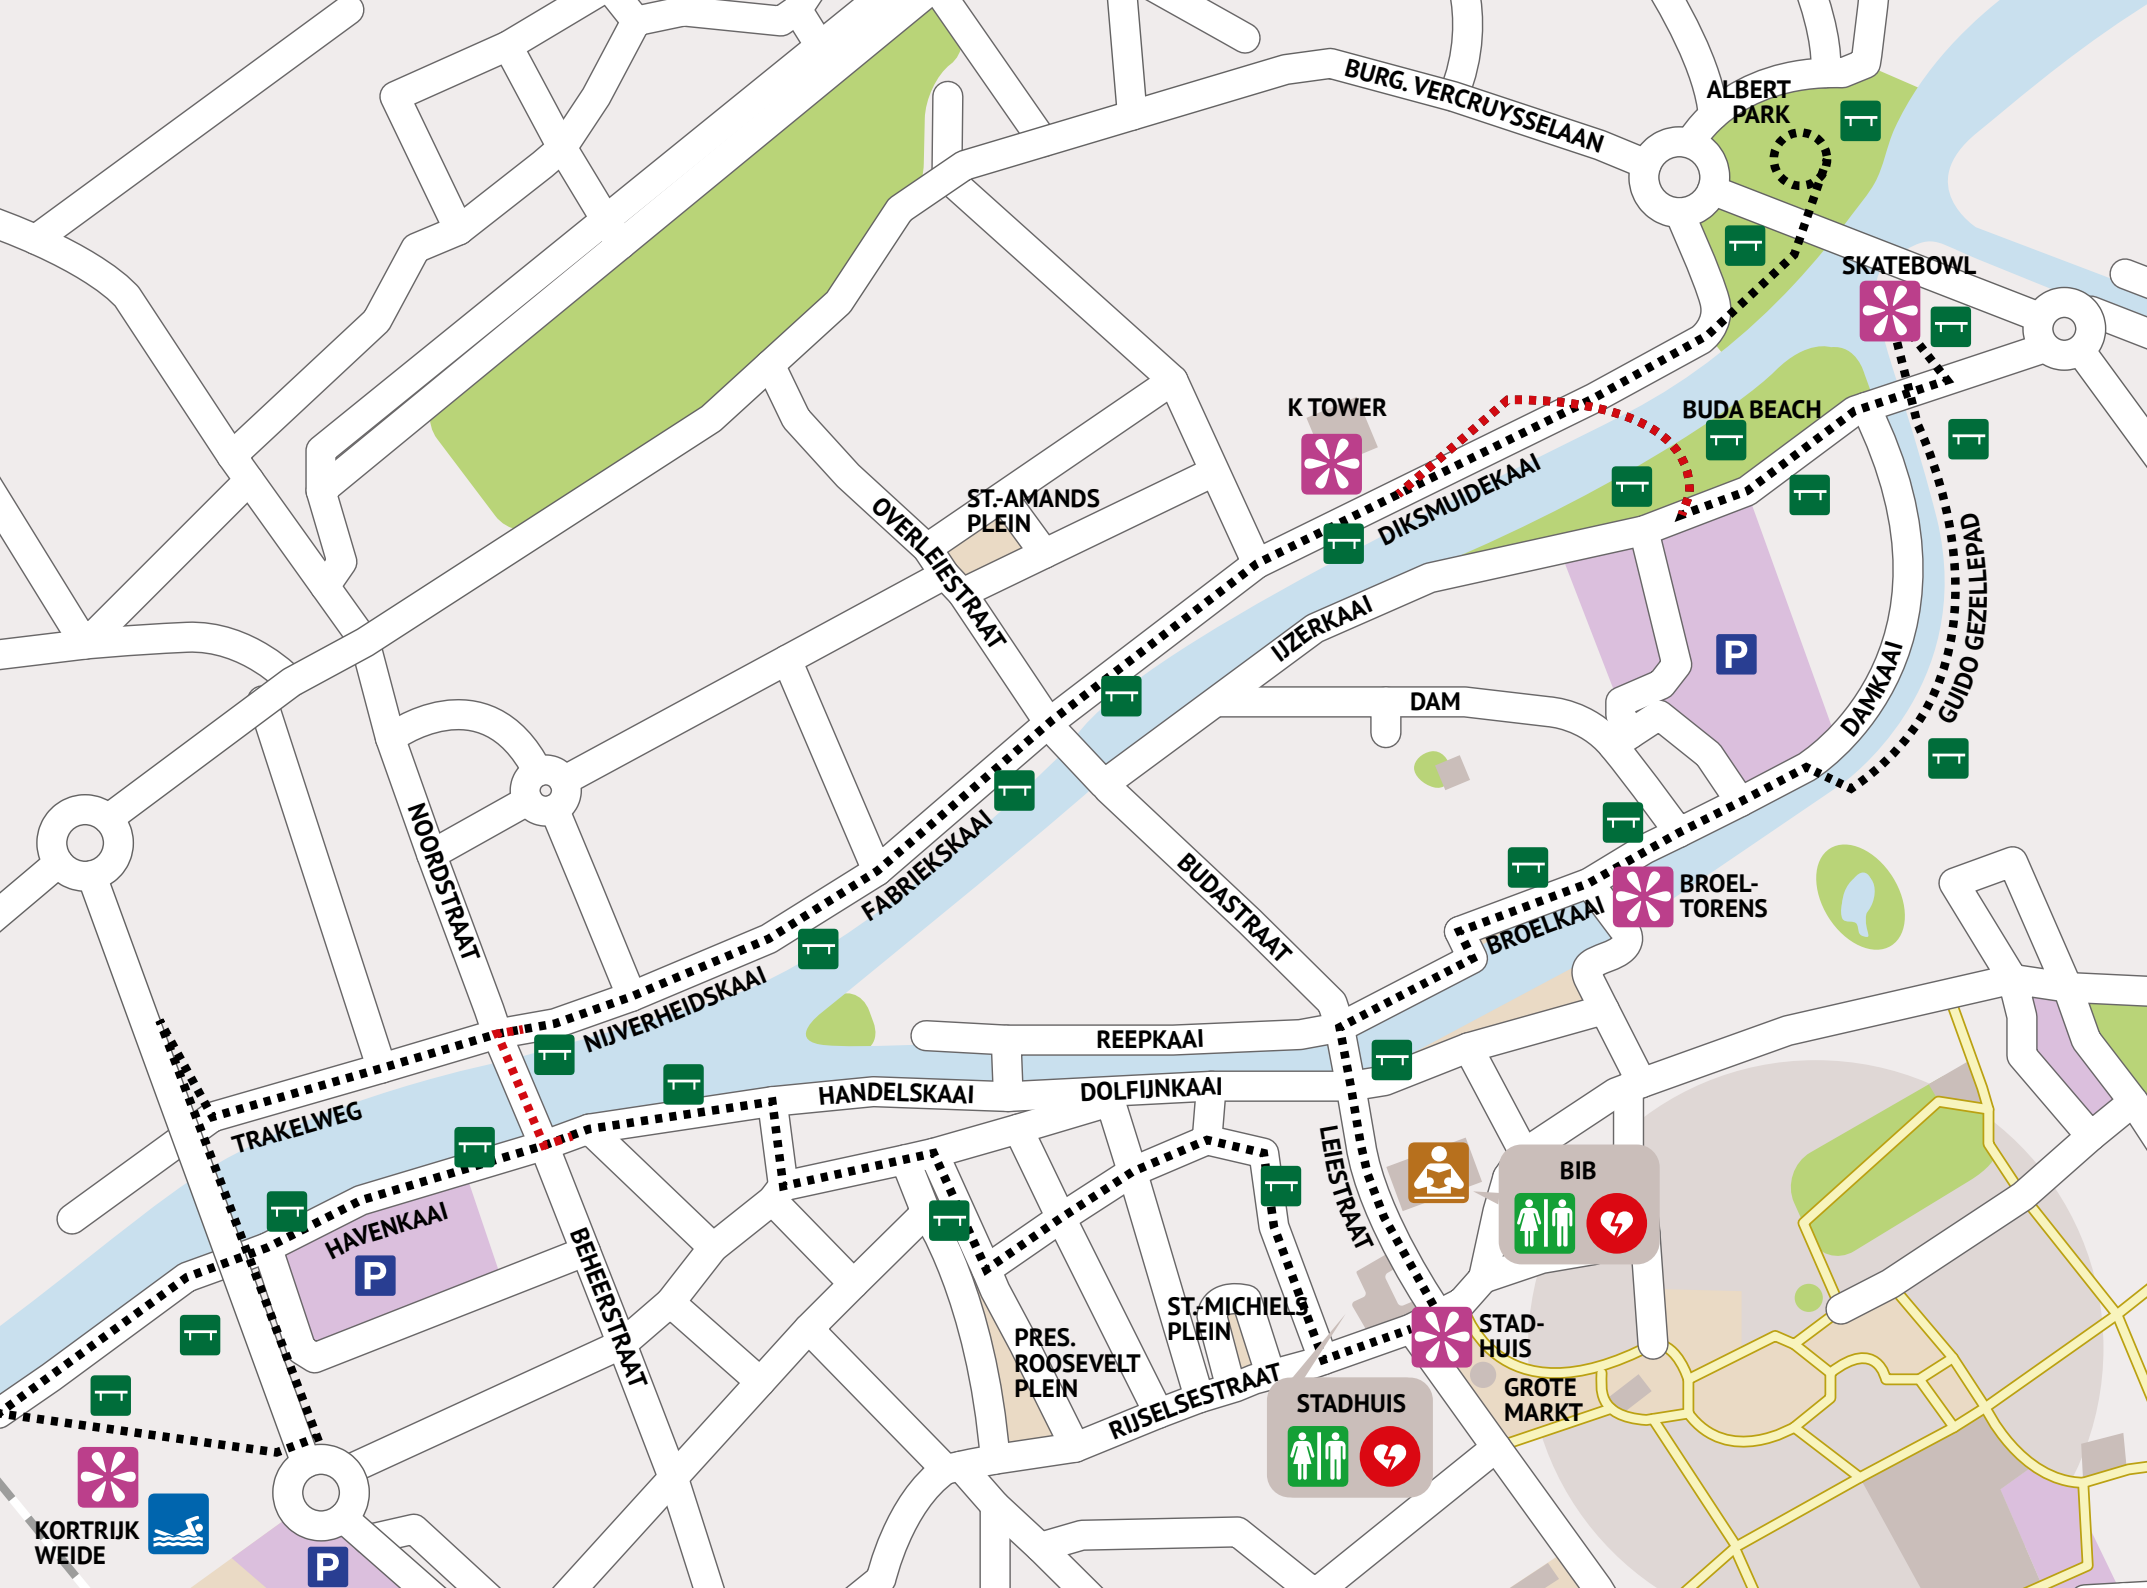 BURG. VERCRUYSSELAAN
ALBERT
PARK
SKATEBOWL
K TOWER
BUDA BEACH
DIKSMUIDEKAAI
ST.-AMANDS
PLEIN
OVERLEIESTRAAT
IJZERKAAI
GUIDO GEZELLEPAD
P
DAMKAAI
DAM
NOORDSTRAAT
FABRIEKSKAAI
BUDASTRAAT
BROELKAAI
BROEL-
TORENS
NIJVERHEIDSKAAI
REEPKAAI
HANDELSKAAI
DOLFIJNKAAI
TRAKELWEG
LEIESTRAAT
BIB
HAVENKAAI
P
BEHEERSTRAAT
ST.-MICHIELS
PLEIN
PRES.
ROOSEVELT
PLEIN
STAD-
HUIS
GROTE
MARKT
RIJSELSESTRAAT
STADHUIS
KORTRIJK
WEIDE
P